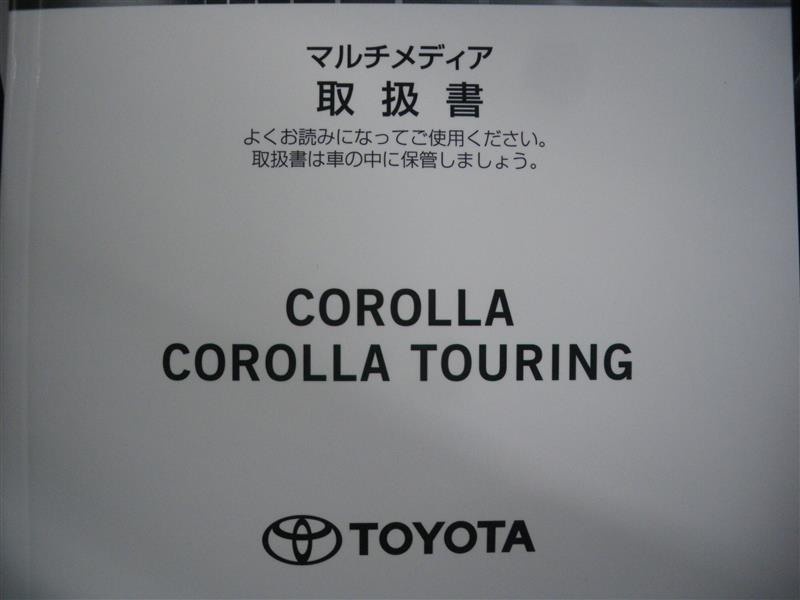 マルチメディア
取扱書
よくお読みになってご使用ください。
取扱書は車の中に保管しましょう。
COROLLA
COROLLA TOURING
TOYOTA